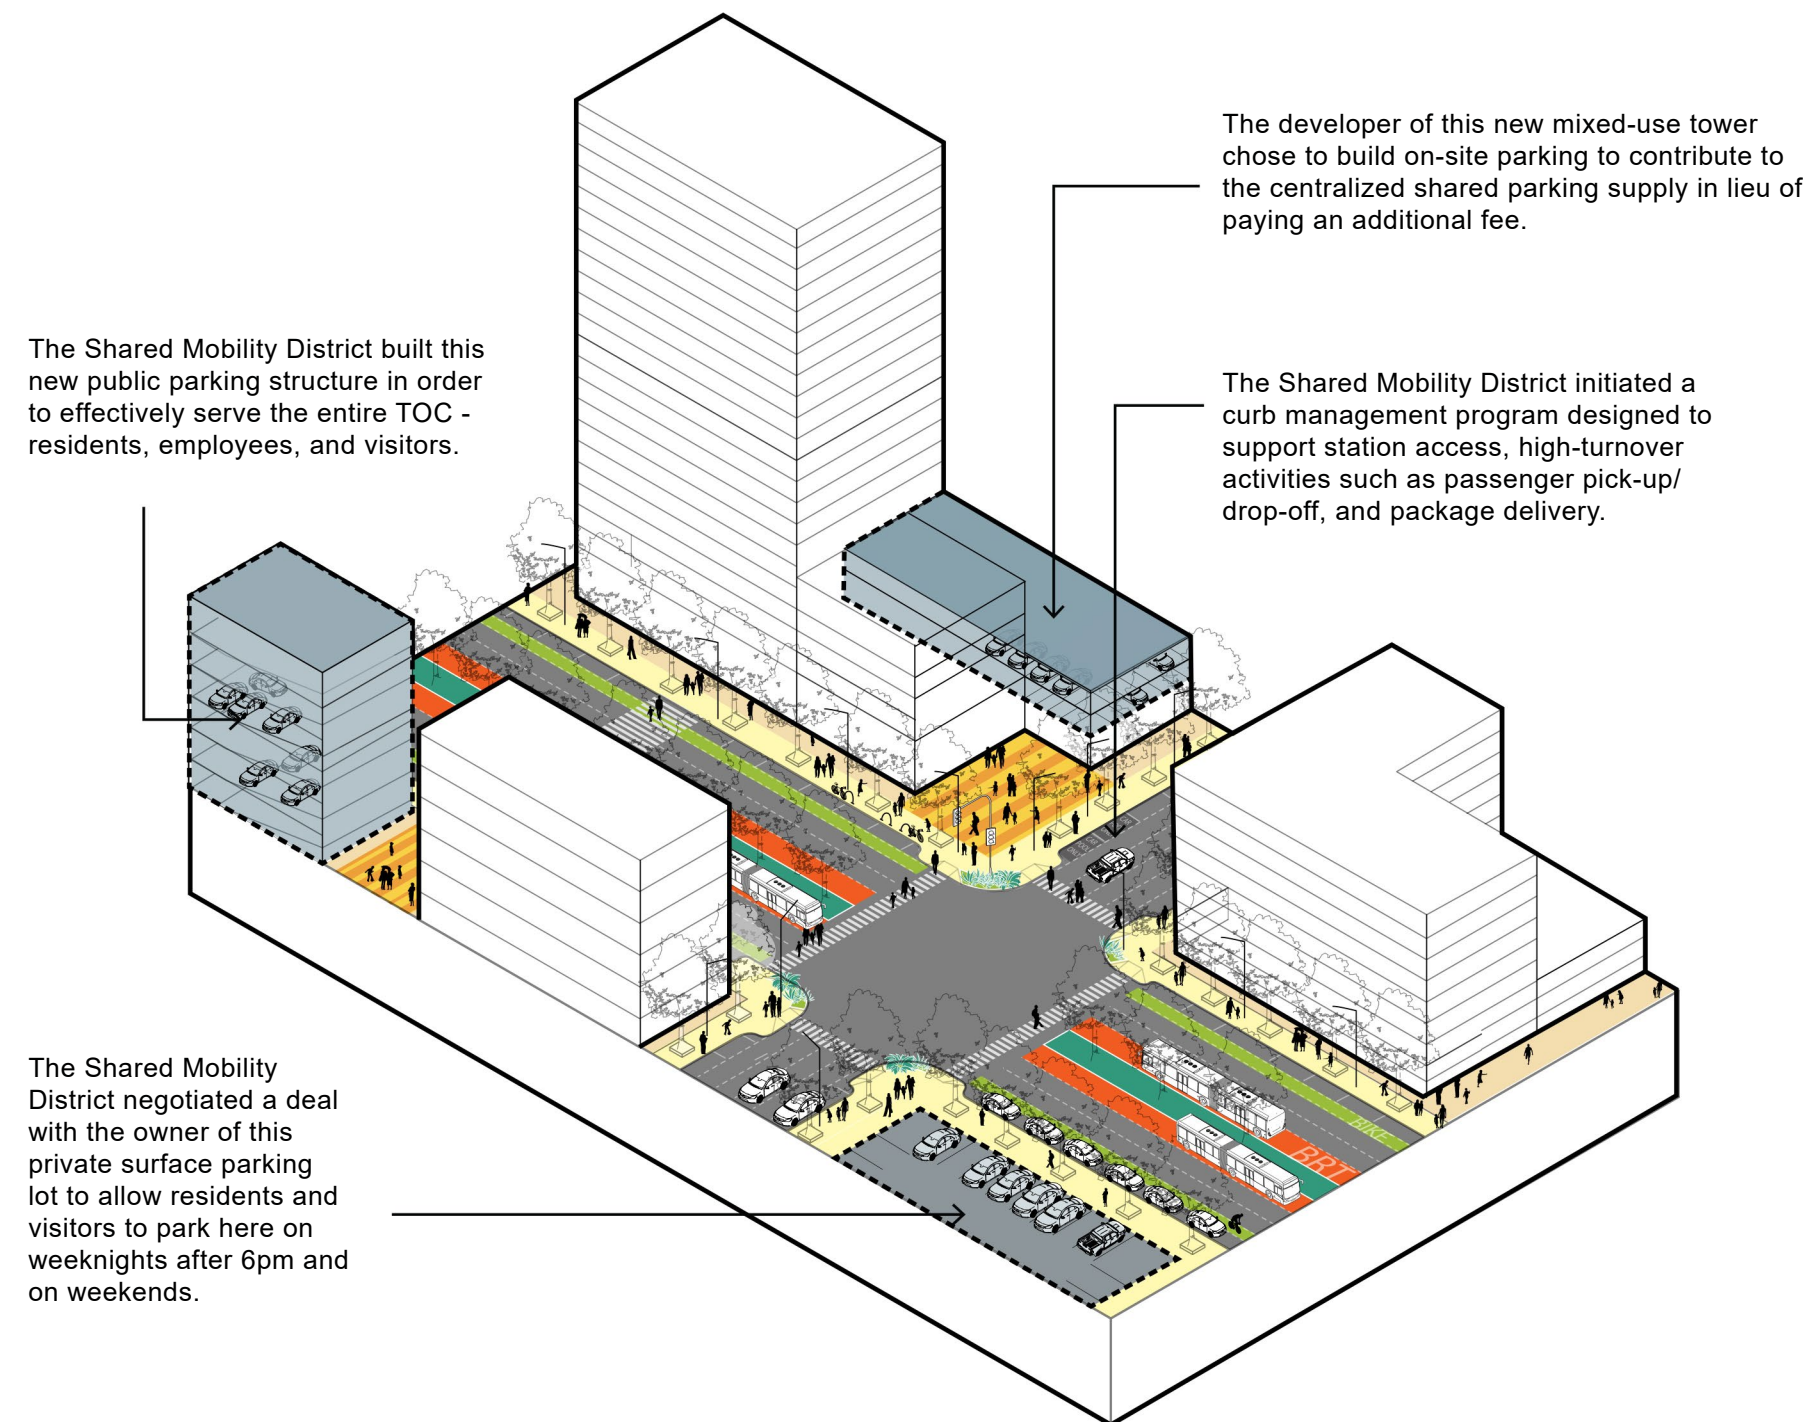 The developer of this new mixed-use tower
chose to build on-site parking to contribute to
the centralized shared parking supply in lieu of
paying an additional fee.
The Shared Mobility District built this
new public parking structure in order
to effectively serve the entire TOC -
residents, employees, and visitors.
The Shared Mobility District initiated a
curb management program designed to
support station access, high-turnover
activities such as passenger pick-up/
drop-off, and package delivery.
The Shared Mobility
District negotiated a deal
with the owner of this
private surface parking
lot to allow residents and
visitors to park here on
weeknights after 6pm and
on weekends.
BIKE
BRT